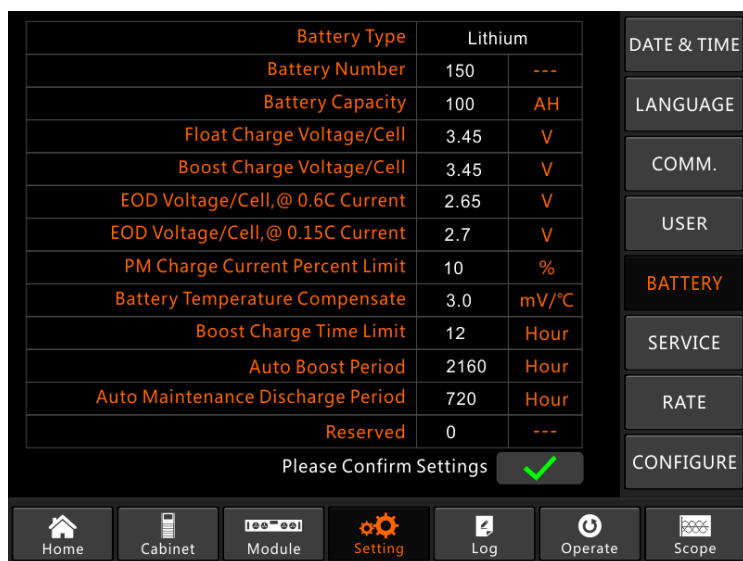 Battery Type Lithium
Battery Number 150 ---
Battery Capacity 100 AH
Float Charge Voltage/Cell 3.45 V
Boost Charge Voltage/Cell 3.45 V
EOD Voltage/Cell,@ 0.6C Current 2.65 V
EOD Voltage/Cell,@ 0.15C Current 2.7 V
PM Charge Current Percent Limit 10 %
Battery Temperature Compensate 3.0 mV/℃
Boost Charge Time Limit 12 Hour
Auto Boost Period 2160 Hour
Auto Maintenance Discharge Period 720 Hour
Reserved 0 ---
Please Confirm Settings
DATE & TIME
LANGUAGE
COMM.
USER
BATTERY
SERVICE
RATE
CONFIGURE
Home Cabinet Module Setting Log Operate Scope